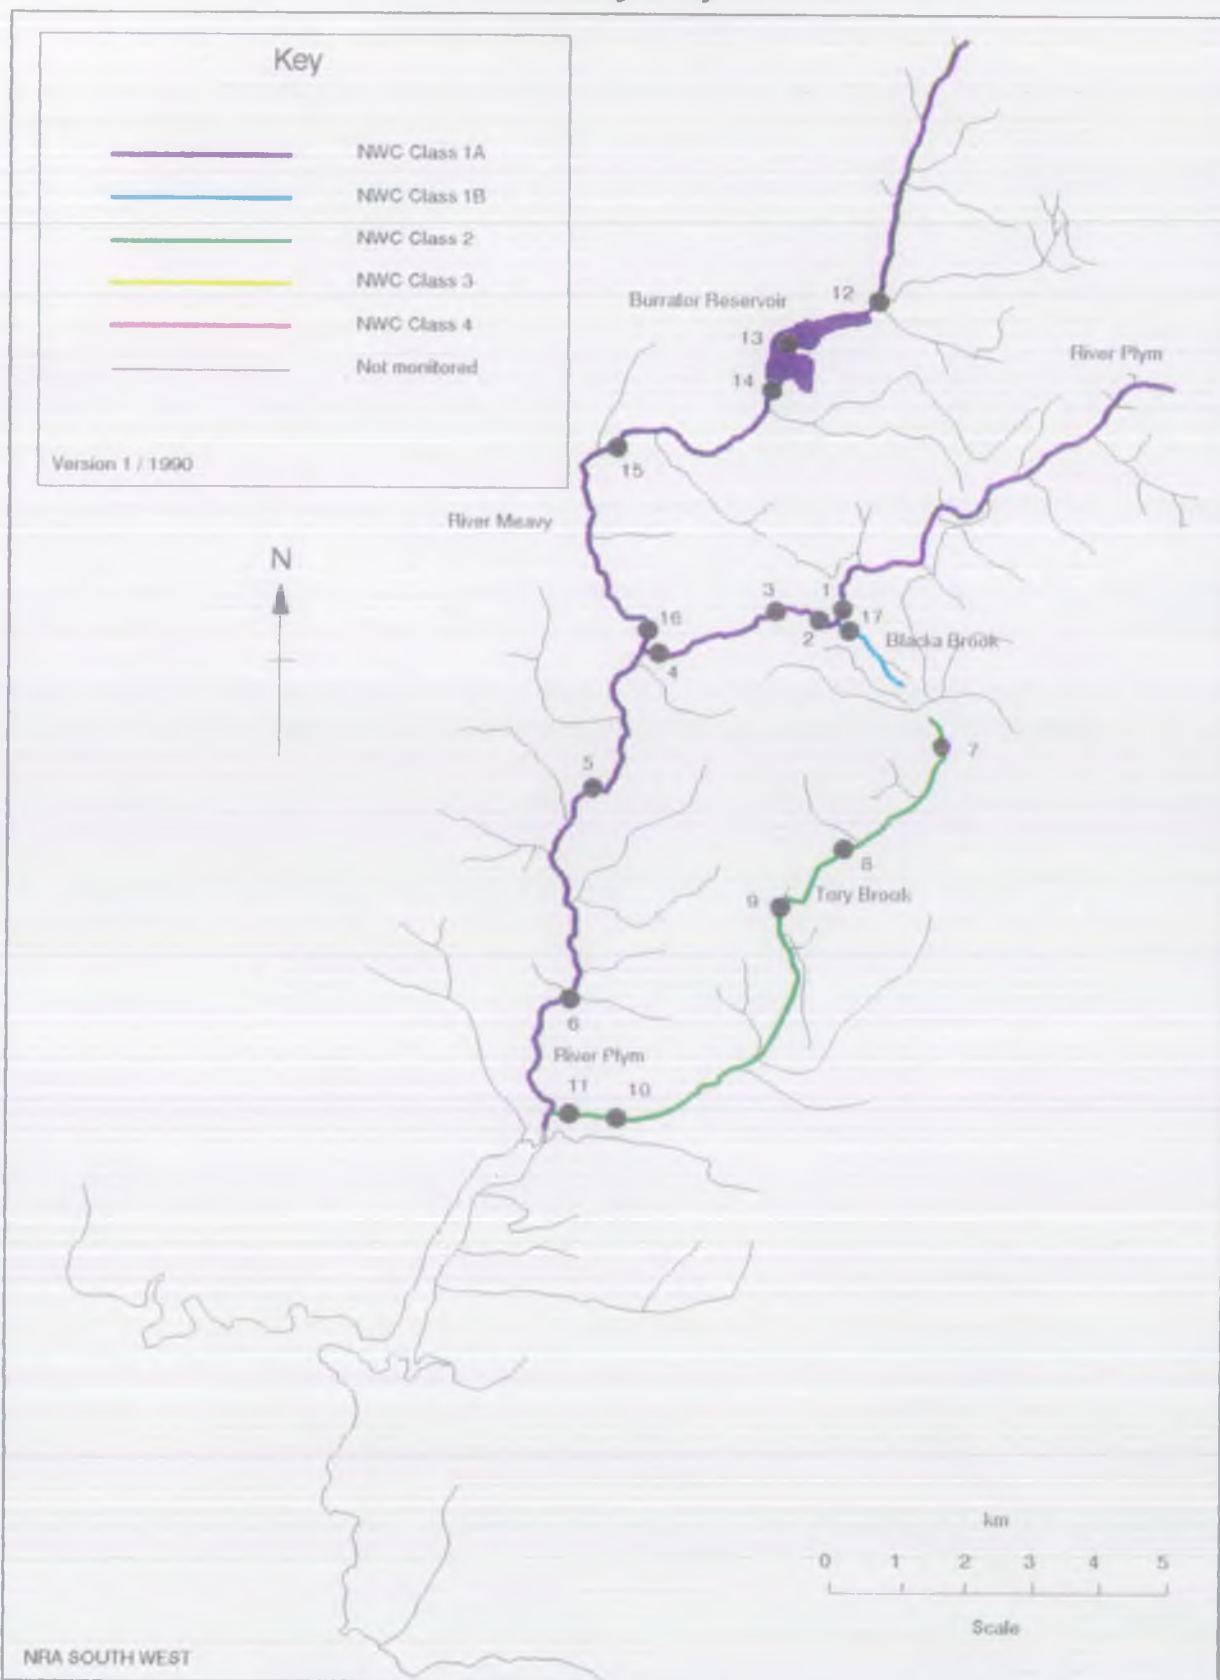 Key
NWC Class 1A
NWC Class 1B
NWC Class 2
NWC Class 3
NWC Class 4
Not monitored
Version 1 / 1990
12
Burrator Reservoir
13
River Plym
14
15
River Meavy
N
3
1
16
17
2
Blacka Brook
4
7
5
8
9
Tory Brook
6
River Plym
11
10
km
0 1 2 3 4 5
Scale
NRA SOUTH WEST